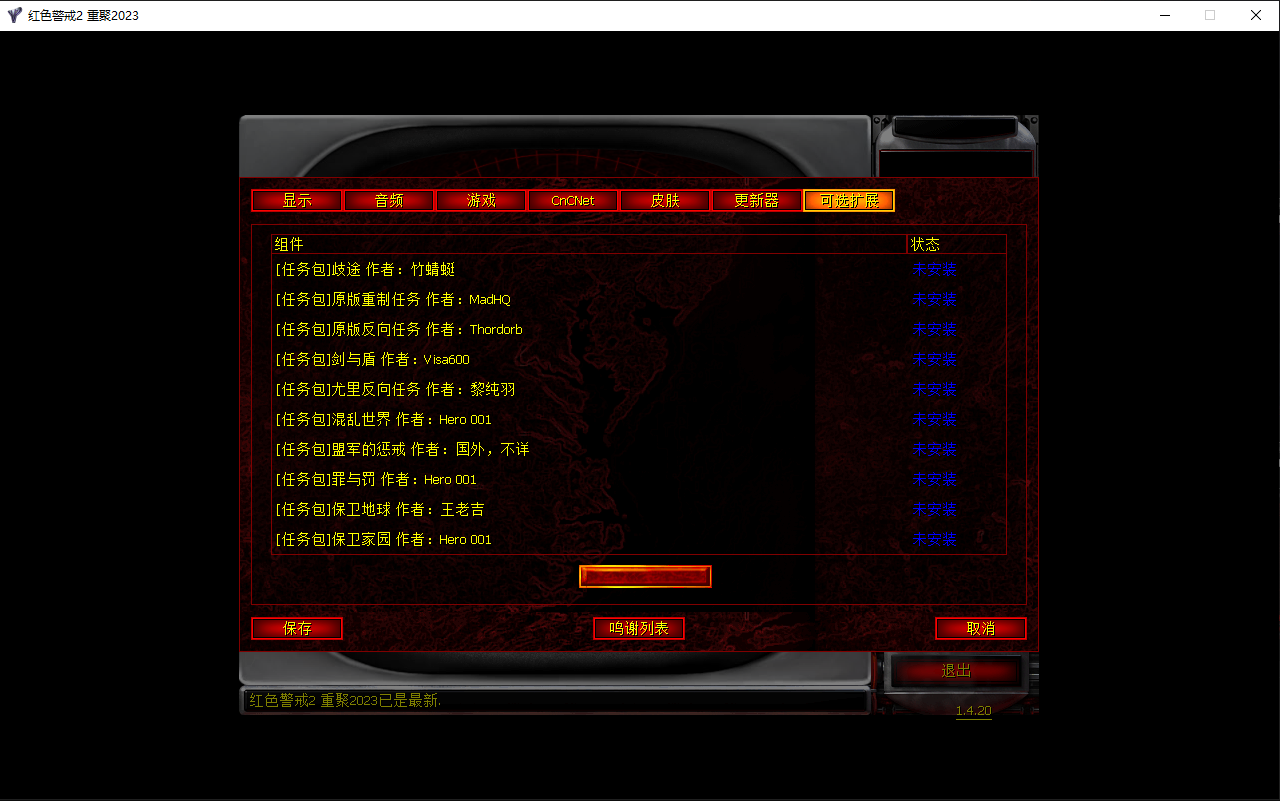 红色警戒2 重聚2023
显示 音频 游戏 CnCNet 皮肤 更新器 可选扩展
组件 状态
[任务包]歧途 作者：竹蜻蜓 未安装
[任务包]原版重制任务 作者：MadHQ 未安装
[任务包]原版反向任务 作者：Thordorb 未安装
[任务包]剑与盾 作者：Visa600 未安装
[任务包]尤里反向任务 作者：黎纯羽 未安装
[任务包]混乱世界 作者：Hero 001 未安装
[任务包]盟军的惩戒 作者：国外，不详 未安装
[任务包]罪与罚 作者：Hero 001 未安装
[任务包]保卫地球 作者：王老吉 未安装
[任务包]保卫家园 作者：Hero 001 未安装
保存 鸣谢列表 取消
退出
红色警戒2 重聚2023已是最新.
1.4.20